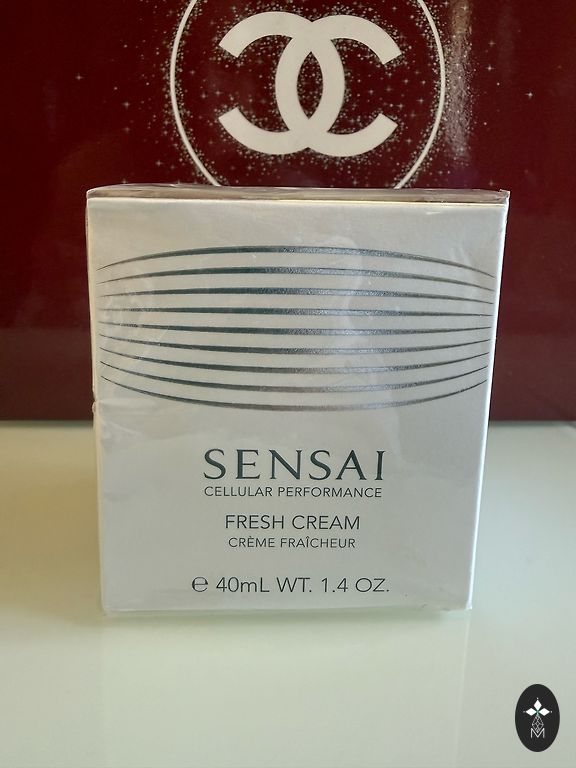 SENSAI
CELLULAR PERFORMANCE
FRESH CREAM
CRÈME FRAÎCHEUR
℮ 40mL WT. 1.4 OZ.